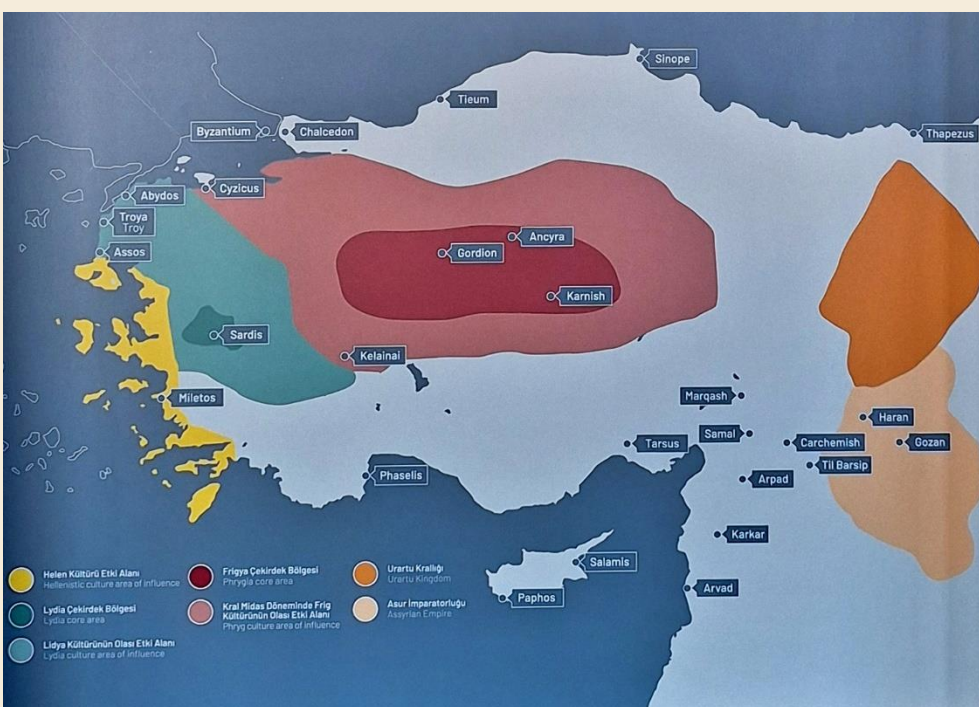 Sinope
Tieum
Byzantium
Chalcedon
Thapezus
Abydos
Cyzicus
Troya
Troy
Assos
Ancyra
Gordion
Karnish
Sardis
Kelainai
Miletos
Marqash
Haran
Samal
Tarsus
Carchemish
Gozan
Phaselis
Til Barsip
Arpad
Karkar
Salamis
Paphos
Arvad
Helen Kültürü Etki Alanı
Hellenistic culture area of influence
Lydia Çekirdek Bölgesi
Lydia core area
Lidya Kültürünün Olası Etki Alanı
Lydia culture area of influence
Frigya Çekirdek Bölgesi
Phrygia core area
Kral Midas Döneminde Frig
Kültürünün Olası Etki Alanı
Phryg culture area of influence
Urartu Krallığı
Urartu Kingdom
Asur İmparatorluğu
Assyrian Empire